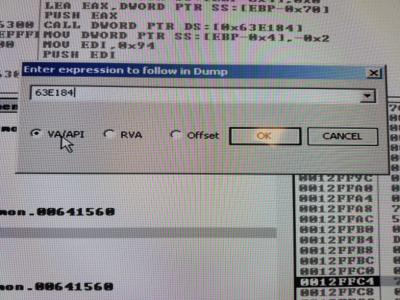 LEA EAX,DWORD PTR SS:[EBP-0x70]
PUSH EAX
5300 CALL DWORD PTR DS:[0x63E184]
MOV DWORD PTR SS:[EBP-0x4],-0x2
MOV EDI,0x94
PUSH EDI
Enter expression to follow in Dump
63E184
VA/API RVA Offset OK CANCEL
0012FF9C
0012FFA0
0012FFA4
mon.00641560 0012FFA8
0012FFAC
0012FFB0
0012FFB4
0012FFB8
0012FFBC
0012FFC0
0012FFC4
mon.00641560 0012FFC8